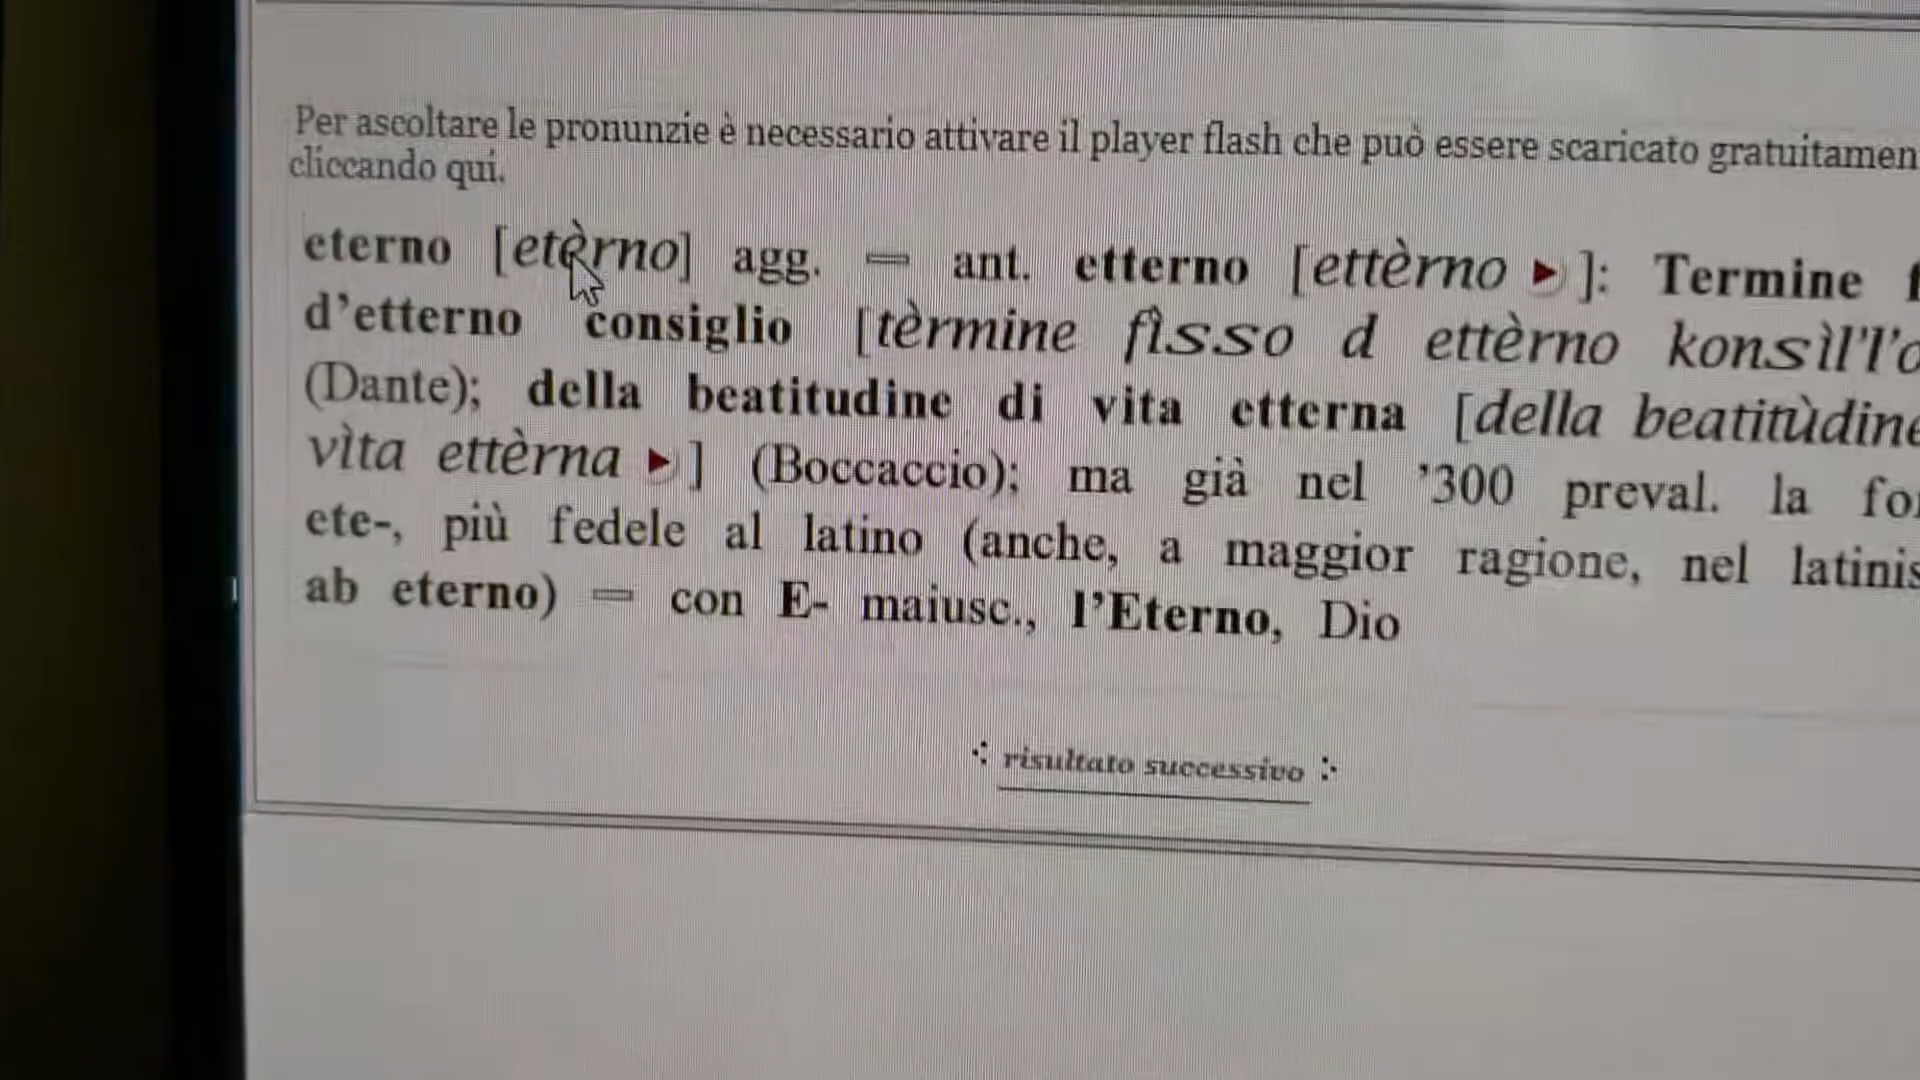 Per ascoltare le pronunzie è necessario attivare il player flash che può essere scaricato gratuitamen
cliccando qui.
eterno [etèrno] agg. – ant. etterno [ettèrno ▶]: Termine f
d’etterno consiglio [tèrmine fìsso d ettèrno konsìl'l'o
(Dante); della beatitudine di vita etterna [della beatitùdine
vìta ettèrna ▶] (Boccaccio); ma già nel ’300 preval. la for
ete-, più fedele al latino (anche, a maggior ragione, nel latinis
ab eterno) – con E- maiusc., l’Eterno, Dio
risultato successivo